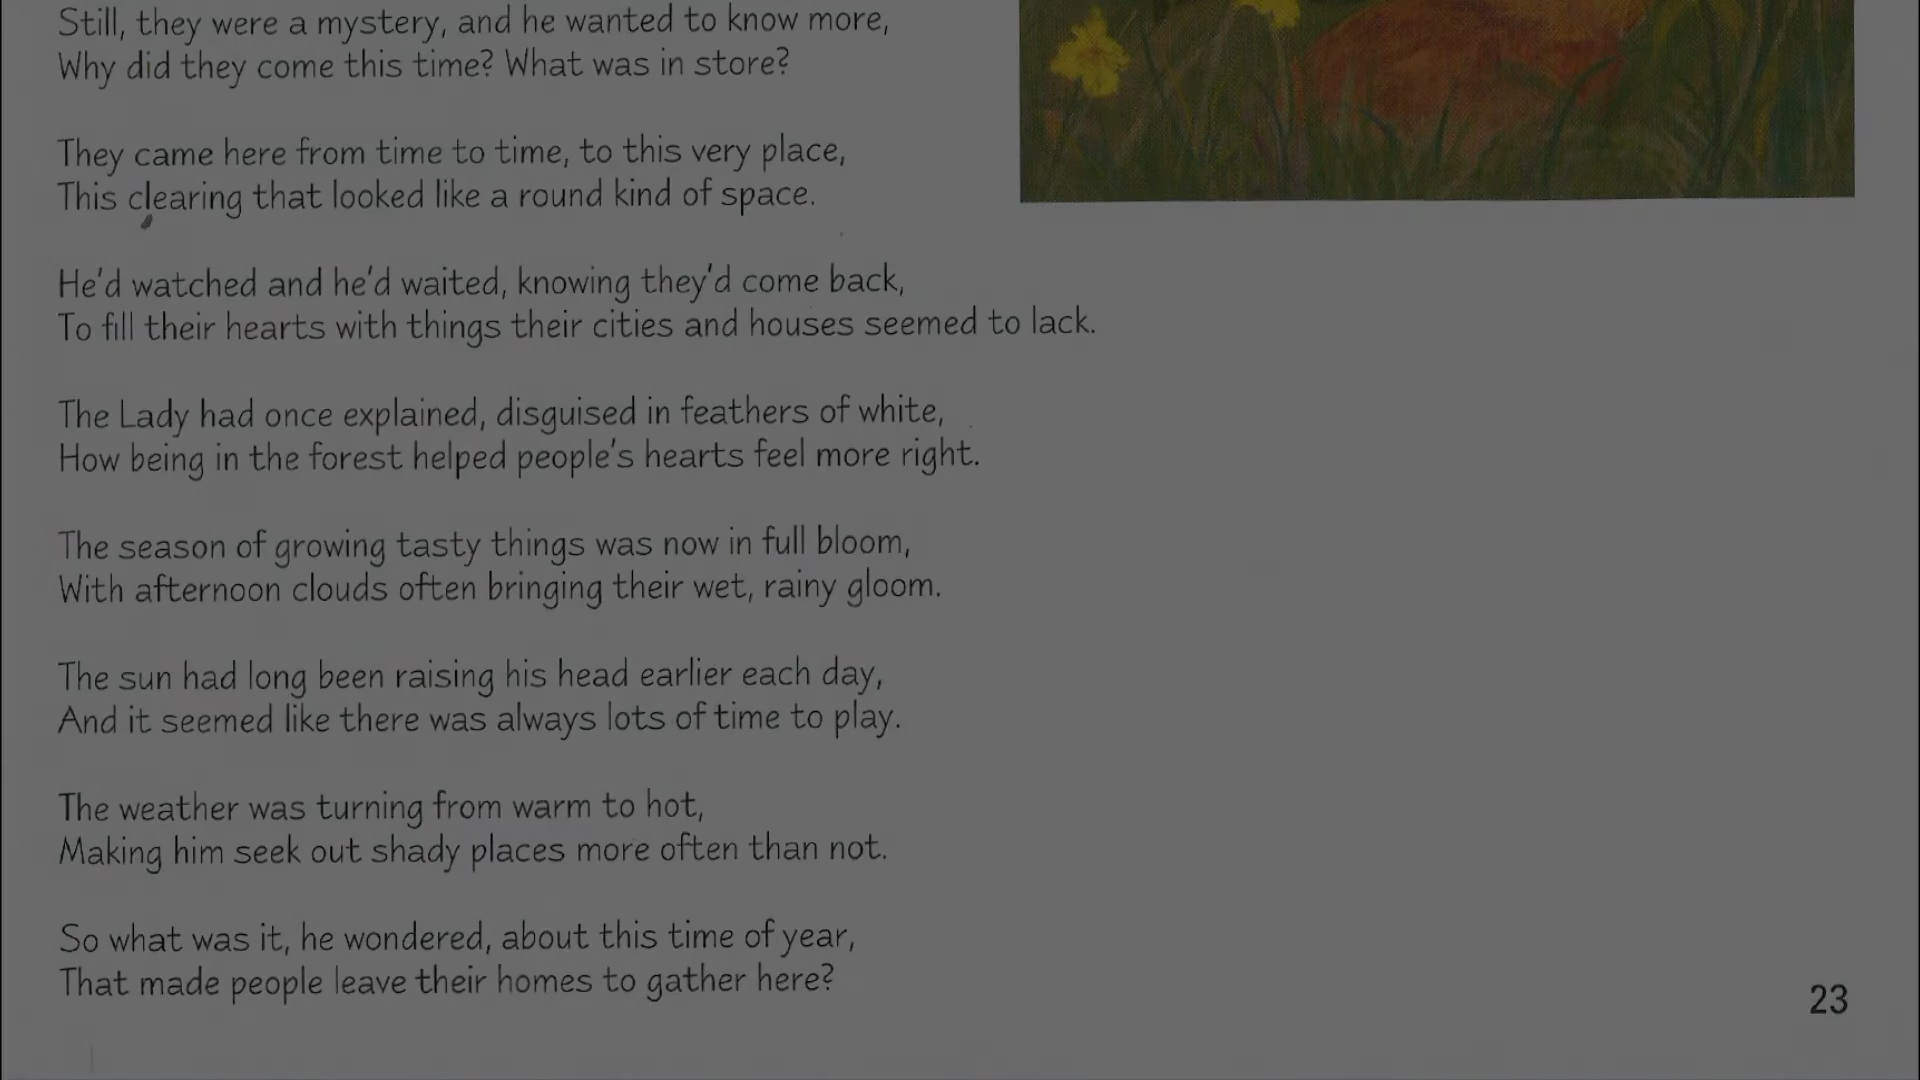 Still, they were a mystery, and he wanted to know more,
Why did they come this time? What was in store?
They came here from time to time, to this very place,
This clearing that looked like a round kind of space.
He'd watched and he'd waited, knowing they'd come back,
To fill their hearts with things their cities and houses seemed to lack.
The Lady had once explained, disguised in feathers of white,
How being in the forest helped people's hearts feel more right.
The season of growing tasty things was now in full bloom,
With afternoon clouds often bringing their wet, rainy gloom.
The sun had long been raising his head earlier each day,
And it seemed like there was always lots of time to play.
The weather was turning from warm to hot,
Making him seek out shady places more often than not.
So what was it, he wondered, about this time of year,
That made people leave their homes to gather here?
23